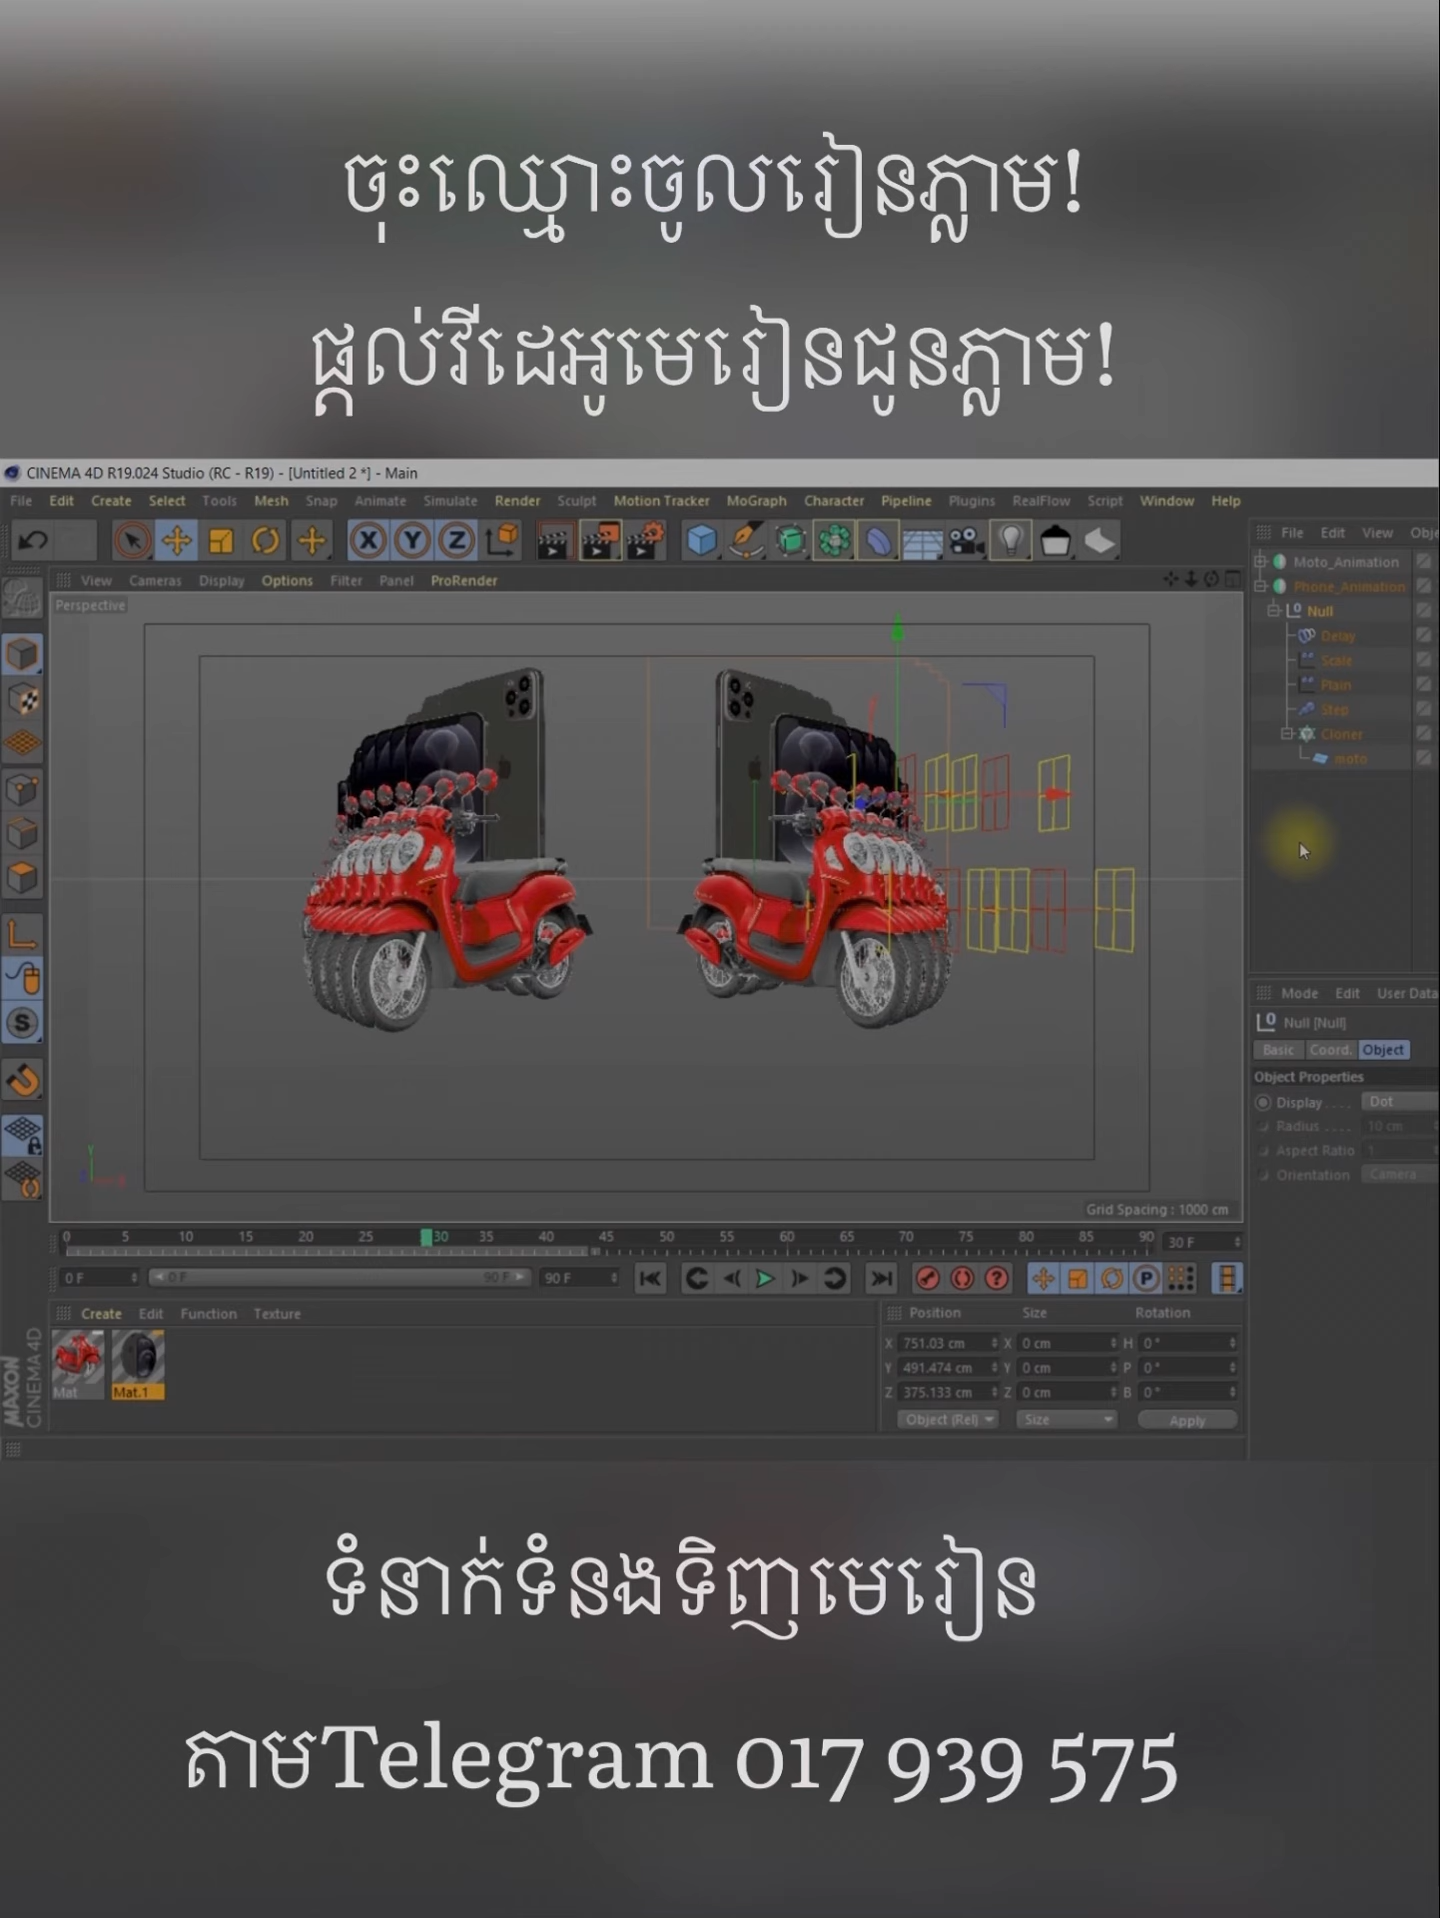 ចុះឈ្មោះចូលរៀនភ្លាម!
ផ្តល់វីដេអូមេរៀនជូនភ្លាម!
CINEMA 4D R19.024 Studio (RC - R19) - [Untitled 2 *] - Main
File Edit Create Select Tools Mesh Snap Animate Simulate Render Sculpt Motion Tracker MoGraph Character Pipeline Plugins RealFlow Script Window Help
X Y Z
File Edit View Obje
View Cameras Display Options Filter Panel ProRender
Perspective
Moto_Animation
Phone_Animation
Null
Delay
Scale
Plain
Step
Cloner
moto
Mode Edit User Data
Null [Null]
Basic Coord. Object
Object Properties
Display . . . . Dot
Radius . . . . 10 cm
Aspect Ratio 1
Orientation Camera
Grid Spacing : 1000 cm
0 5 10 15 20 25 30 35 40 45 50 55 60 65 70 75 80 85 90 30 F
0 F 0 F 90 F 90 F
Create Edit Function Texture
Mat Mat.1
Position Size Rotation
X 751.03 cm X 0 cm H 0 °
Y 491.474 cm Y 0 cm P 0 °
Z 375.133 cm Z 0 cm B 0 °
Object (Rel) Size Apply
MAXON
CINEMA 4D
ទំនាក់ទំនងទិញមេរៀន
តាមTelegram 017 939 575